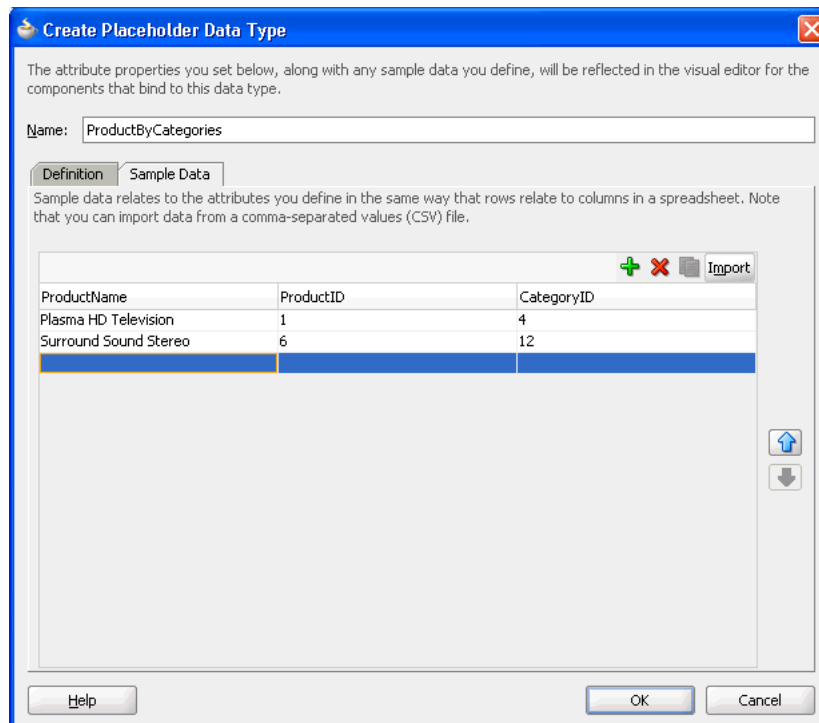 Create Placeholder Data Type
The attribute properties you set below, along with any sample data you define, will be reflected in the visual editor for the
components that bind to this data type.
Name: ProductByCategories
Definition Sample Data
Sample data relates to the attributes you define in the same way that rows relate to columns in a spreadsheet. Note
that you can import data from a comma-separated values (CSV) file.
Import
ProductName ProductID CategoryID
Plasma HD Television 1 4
Surround Sound Stereo 6 12
Help OK Cancel